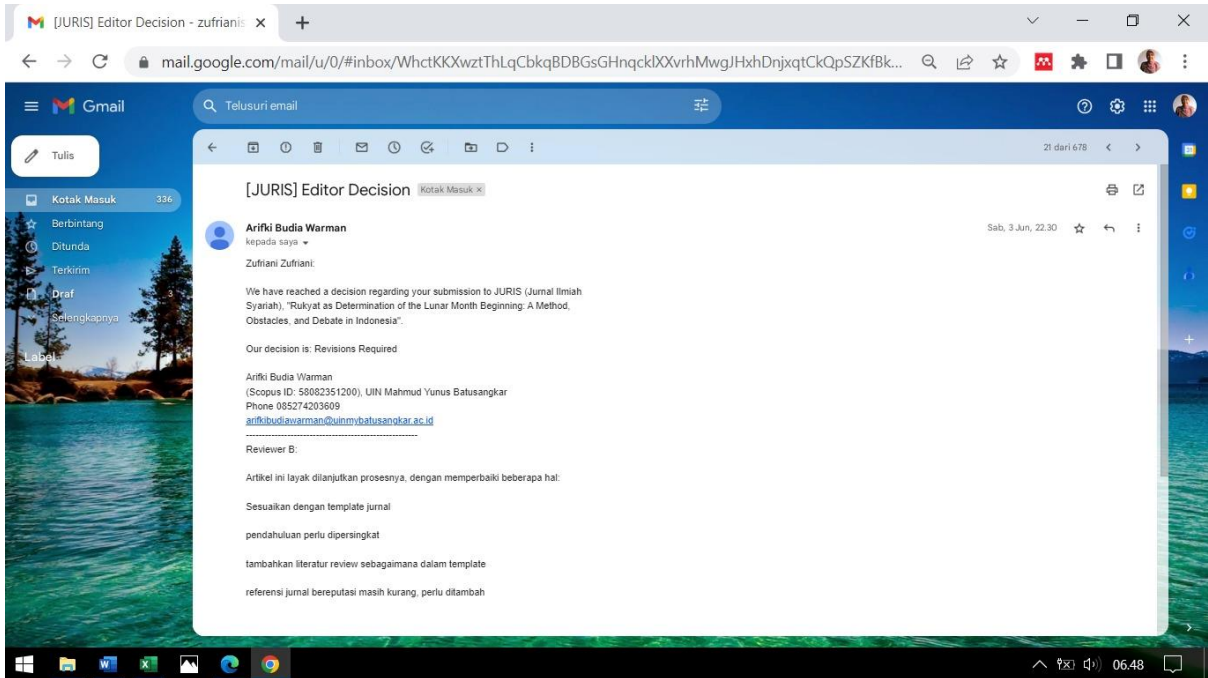 [JURIS] Editor Decision - zufrianis
mail.google.com/mail/u/0/#inbox/WhctKKXwztThLqCbkqBDBGsGHnqcklXXvrhMwgJHxhDnjxqtCkQpSZKfBk...
Gmail
Telusuri email
Tulis
21 dari 678
Kotak Masuk 336
Berbintang
Ditunda
Terkirim
Draf 3
Selengkapnya
Label
[JURIS] Editor Decision Kotak Masuk ×
Arifki Budia Warman
Sab, 3 Jun, 22.30
kepada saya
Zufriani Zufriani:
We have reached a decision regarding your submission to JURIS (Jurnal Ilmiah
Syariah), "Rukyat as Determination of the Lunar Month Beginning: A Method,
Obstacles, and Debate in Indonesia".
Our decision is: Revisions Required
Arifki Budia Warman
(Scopus ID: 58082351200), UIN Mahmud Yunus Batusangkar
Phone 085274203609
arifkibudiawarman@uinmybatusangkar.ac.id
------------------------------------------------------
Reviewer B:
Artikel ini layak dilanjutkan prosesnya, dengan memperbaiki beberapa hal:
Sesuaikan dengan template jurnal
pendahuluan perlu dipersingkat
tambahkan literatur review sebagaimana dalam template
referensi jurnal bereputasi masih kurang, perlu ditambah
06.48